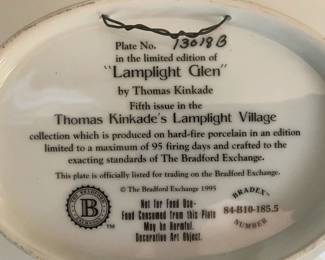 Plate No. 13018B
in the limited edition of
"Lamplight Glen"
by Thomas Kinkade
Fifth issue in the
Thomas Kinkade's Lamplight Village
collection which is produced on hard-fire porcelain in an edition
limited to a maximum of 95 firing days and crafted to the
exacting standards of The Bradford Exchange.
This plate is officially listed for trading on the Bradford Exchange.
© The Bradford Exchange 1995
Not for Food Use-
Food Consumed from this Plate
May be Harmful.
Decorative Art Object.
B
TM
BRADEX
84-B10-185.5
NUMBER